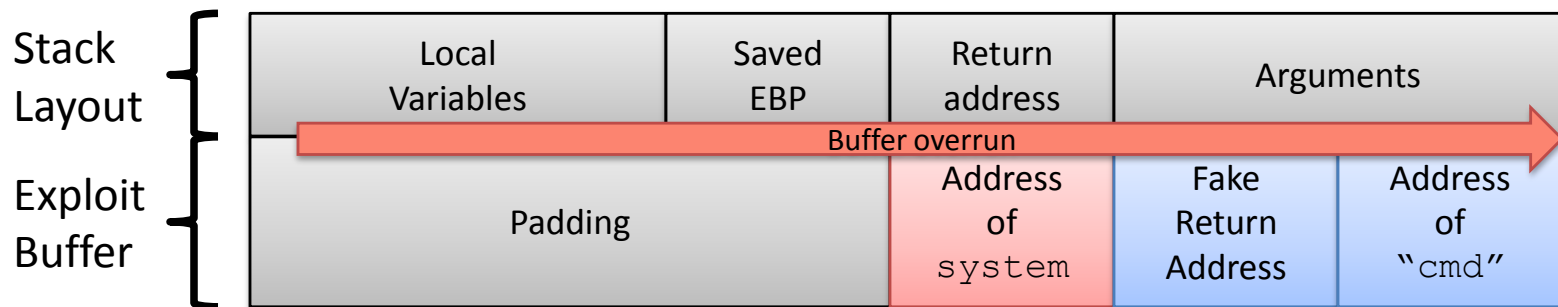 Stack
Layout
Local
Variables
Saved
EBP
Return
address
Arguments
Buffer overrun
Exploit
Buffer
Padding
Address
of
system
Fake
Return
Address
Address
of
“cmd”